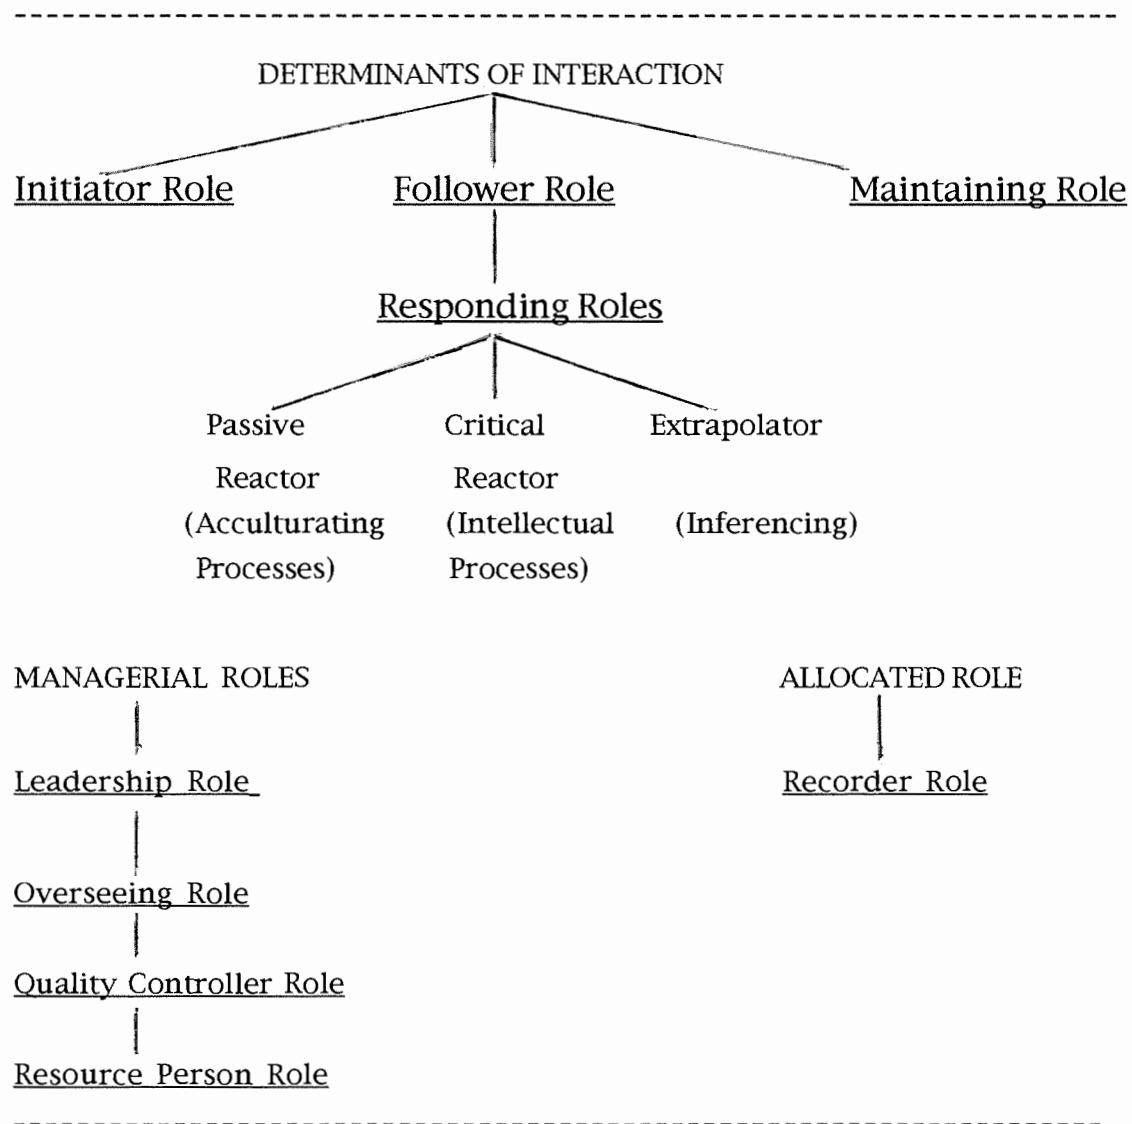 DETERMINANTS OF INTERACTION
Initiator Role Follower Role Maintaining Role
Responding Roles
Passive Critical Extrapolator
Reactor Reactor
(Acculturating (Intellectual (Inferencing)
Processes) Processes)
MANAGERIAL ROLES ALLOCATED ROLE
Leadership Role Recorder Role
Overseeing Role
Quality Controller Role
Resource Person Role